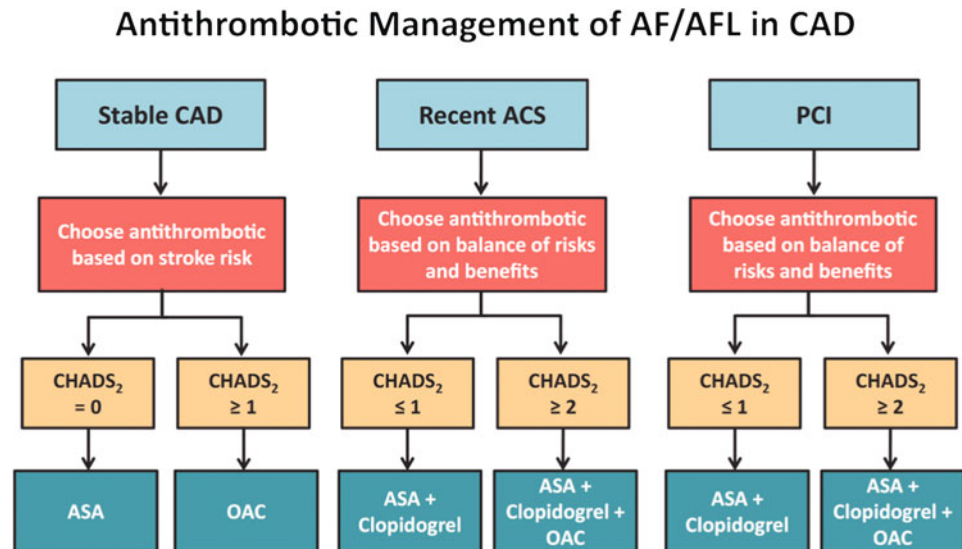 Antithrombotic Management of AF/AFL in CAD
Stable CAD
Recent ACS
PCI
Choose antithrombotic
based on stroke risk
Choose antithrombotic
based on balance of risks
and benefits
Choose antithrombotic
based on balance of
risks and benefits
CHADS₂
= 0
CHADS₂
≥ 1
CHADS₂
≤ 1
CHADS₂
≥ 2
CHADS₂
≤ 1
CHADS₂
≥ 2
ASA
OAC
ASA +
Clopidogrel
ASA +
Clopidogrel +
OAC
ASA +
Clopidogrel
ASA +
Clopidogrel +
OAC